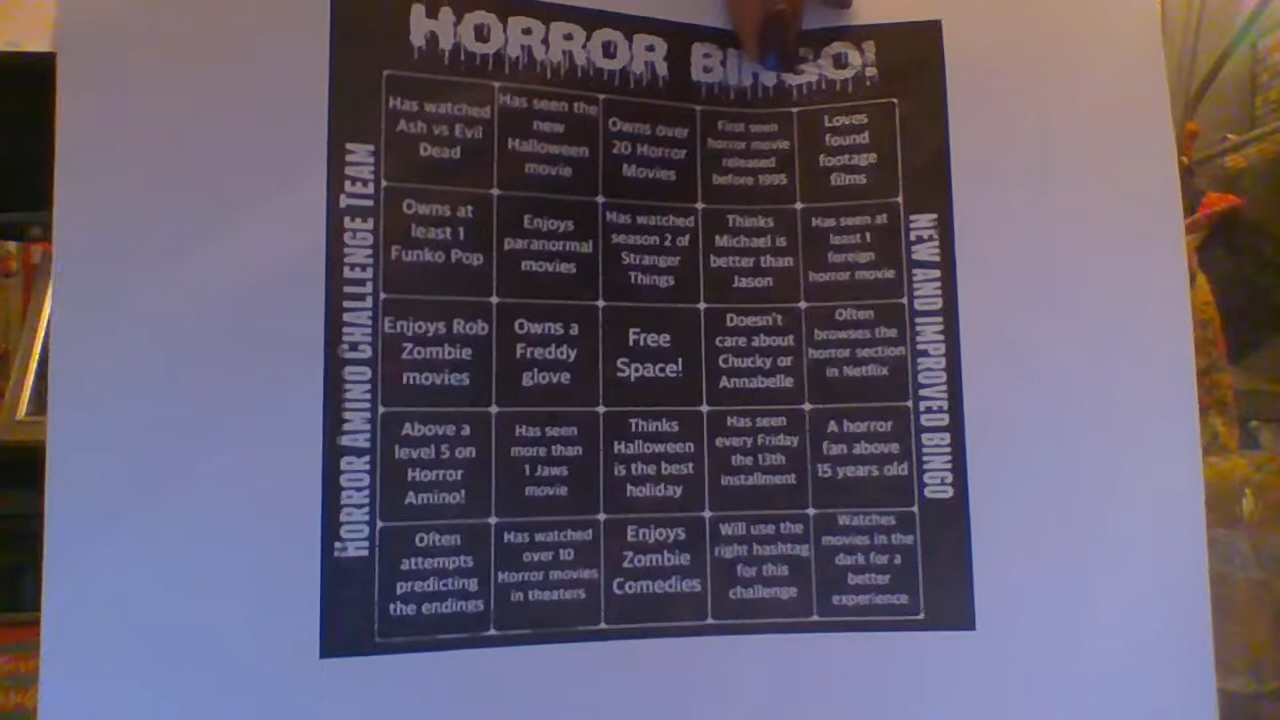 HORROR BINGO!
HORROR AMINO CHALLENGE TEAM
Has watched
Ash vs Evil
Dead
Has seen the
new
Halloween
movie
Owns over
20 Horror
Movies
First seen
horror movie
released
before 1995
Loves
found
footage
films
Owns at
least 1
Funko Pop
Enjoys
paranormal
movies
Has watched
season 2 of
Stranger
Things
Thinks
Michael is
better than
Jason
Has seen at
least 1
foreign
horror movie
Enjoys Rob
Zombie
movies
Owns a
Freddy
glove
Free
Space!
Doesn't
care about
Chucky or
Annabelle
Often
browses the
horror section
in Netflix
Above a
level 5 on
Horror
Amino!
Has seen
more than
1 Jaws
movie
Thinks
Halloween
is the best
holiday
Has seen
every Friday
the 13th
installment
A horror
fan above
15 years old
Often
attempts
predicting
the endings
Has watched
over 10
Horror movies
in theaters
Enjoys
Zombie
Comedies
Will use the
right hashtag
for this
challenge
Watches
movies in the
dark for a
better
experience
NEW AND IMPROVED BINGO